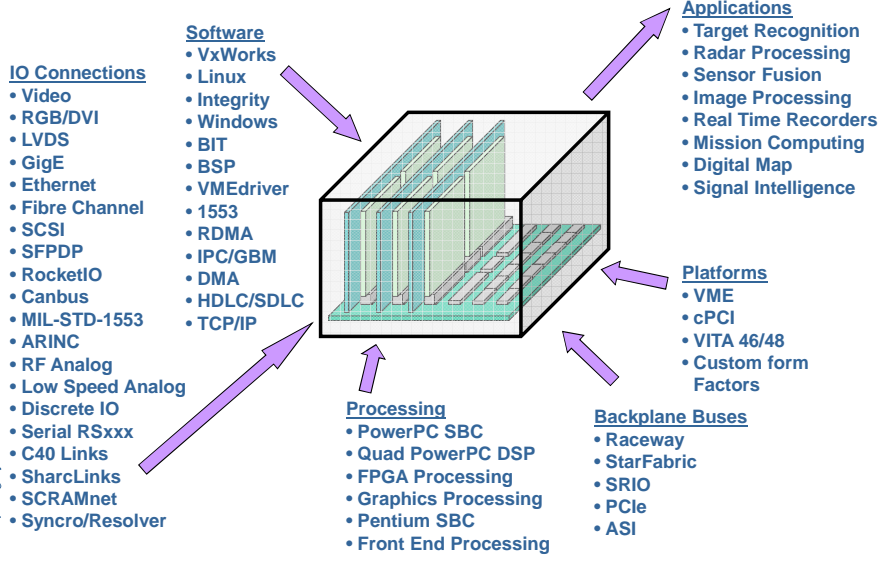 IO Connections
• Video
• RGB/DVI
• LVDS
• GigE
• Ethernet
• Fibre Channel
• SCSI
• SFPDP
• RocketIO
• Canbus
• MIL-STD-1553
• ARINC
• RF Analog
• Low Speed Analog
• Discrete IO
• Serial RSxxx
• C40 Links
• SharcLinks
• SCRAMnet
• Syncro/Resolver
Software
• VxWorks
• Linux
• Integrity
• Windows
• BIT
• BSP
• VMEdriver
• 1553
• RDMA
• IPC/GBM
• DMA
• HDLC/SDLC
• TCP/IP
Applications
• Target Recognition
• Radar Processing
• Sensor Fusion
• Image Processing
• Real Time Recorders
• Mission Computing
• Digital Map
• Signal Intelligence
Platforms
• VME
• cPCI
• VITA 46/48
• Custom form
Factors
Processing
• PowerPC SBC
• Quad PowerPC DSP
• FPGA Processing
• Graphics Processing
• Pentium SBC
• Front End Processing
Backplane Buses
• Raceway
• StarFabric
• SRIO
• PCIe
• ASI